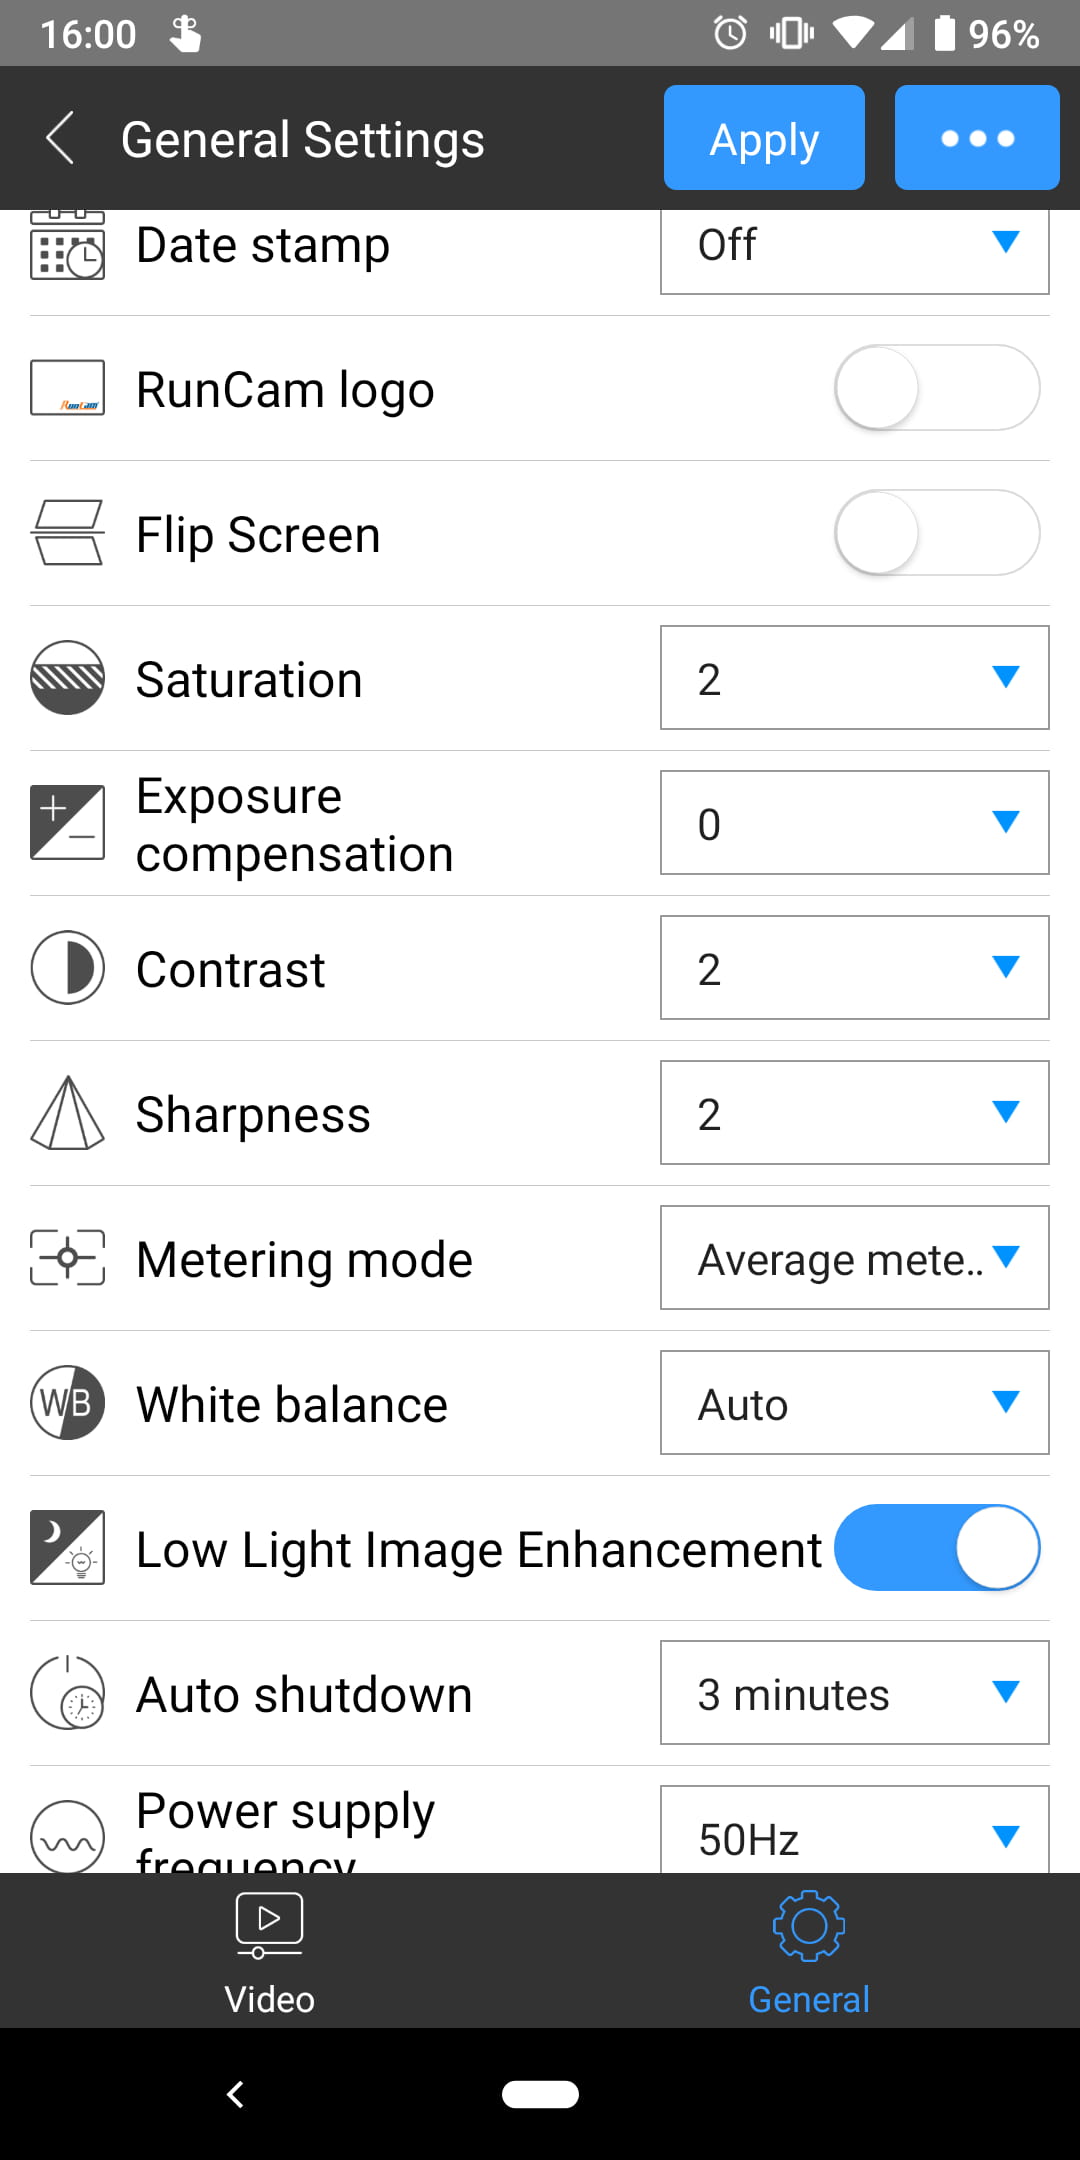 16:00
96%
General Settings
Apply
Date stamp
Off
RunCam
RunCam logo
Flip Screen
Saturation
2
Exposure
compensation
0
Contrast
2
Sharpness
2
Metering mode
Average mete..
WB
White balance
Auto
Low Light Image Enhancement
Auto shutdown
3 minutes
Power supply
frequency
50Hz
Video
General